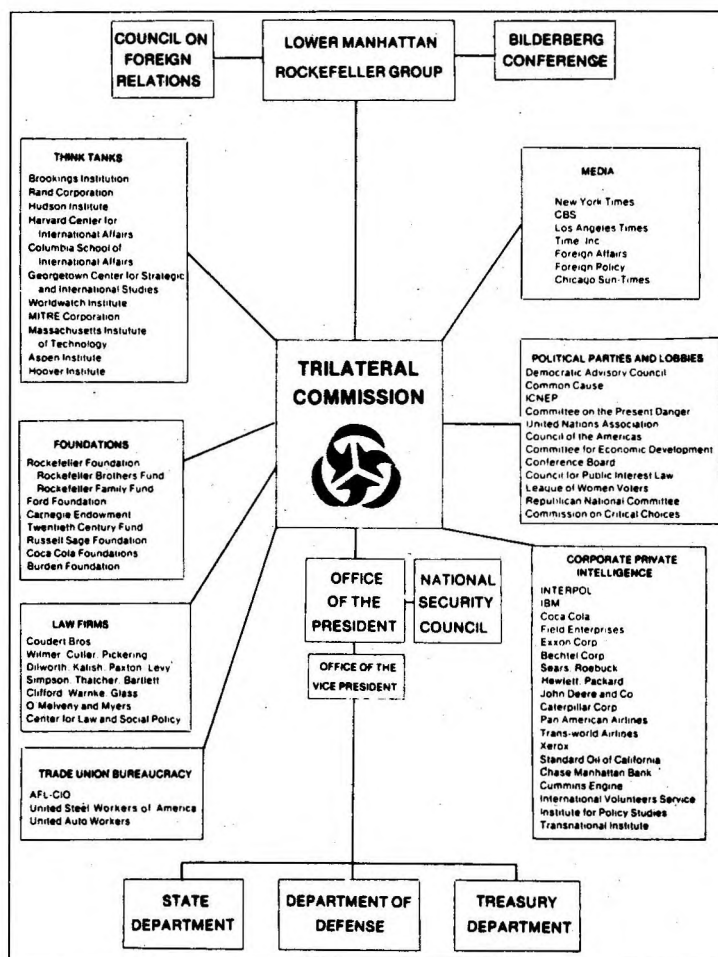 COUNCIL ON
FOREIGN
RELATIONS
LOWER MANHATTAN
ROCKEFELLER GROUP
BILDERBERG
CONFERENCE
THINK TANKS
Brookings Institution
Rand Corporation
Hudson Institute
Harvard Center for
International Affairs
Columbia School of
International Affairs
Georgetown Center for Strategic
and International Studies
Worldwatch Institute
MITRE Corporation
Massachusetts Institute
of Technology
Aspen Institute
Hoover Institute
MEDIA
New York Times
CBS
Los Angeles Times
Time Inc
Foreign Affairs
Foreign Policy
Chicago Sun-Times
TRILATERAL
COMMISSION
POLITICAL PARTIES AND LOBBIES
Democratic Advisory Council
Common Cause
ICNEP
Committee on the Present Danger
United Nations Association
Council of the Americas
Committee for Economic Development
Conference Board
Council for Public Interest Law
League of Women Voters
Republican National Committee
Commission on Critical Choices
FOUNDATIONS
Rockefeller Foundation
Rockefeller Brothers Fund
Rockefeller Family Fund
Ford Foundation
Carnegie Endowment
Twentieth Century Fund
Russell Sage Foundation
Coca Cola Foundations
Burden Foundation
OFFICE
OF THE
PRESIDENT
NATIONAL
SECURITY
COUNCIL
OFFICE OF THE
VICE PRESIDENT
CORPORATE PRIVATE
INTELLIGENCE
INTERPOL
IBM
Coca Cola
Field Enterprises
Exxon Corp
Bechtel Corp
Sears, Roebuck
Hewlett, Packard
John Deere and Co
Caterpillar Corp
Pan American Airlines
Trans-world Airlines
Xerox
Standard Oil of California
Chase Manhattan Bank
Cummins Engine
International Volunteers Service
Institute for Policy Studies
Transnational Institute
LAW FIRMS
Coudert Bros
Wilmer, Cutler, Pickering
Dilworth, Kalish, Paxton, Levy
Simpson, Thatcher, Bartlett
Clifford, Warnke, Glass
O'Melveny and Myers
Center for Law and Social Policy
TRADE UNION BUREAUCRACY
AFL-CIO
United Steel Workers of America
United Auto Workers
STATE
DEPARTMENT
DEPARTMENT OF
DEFENSE
TREASURY
DEPARTMENT